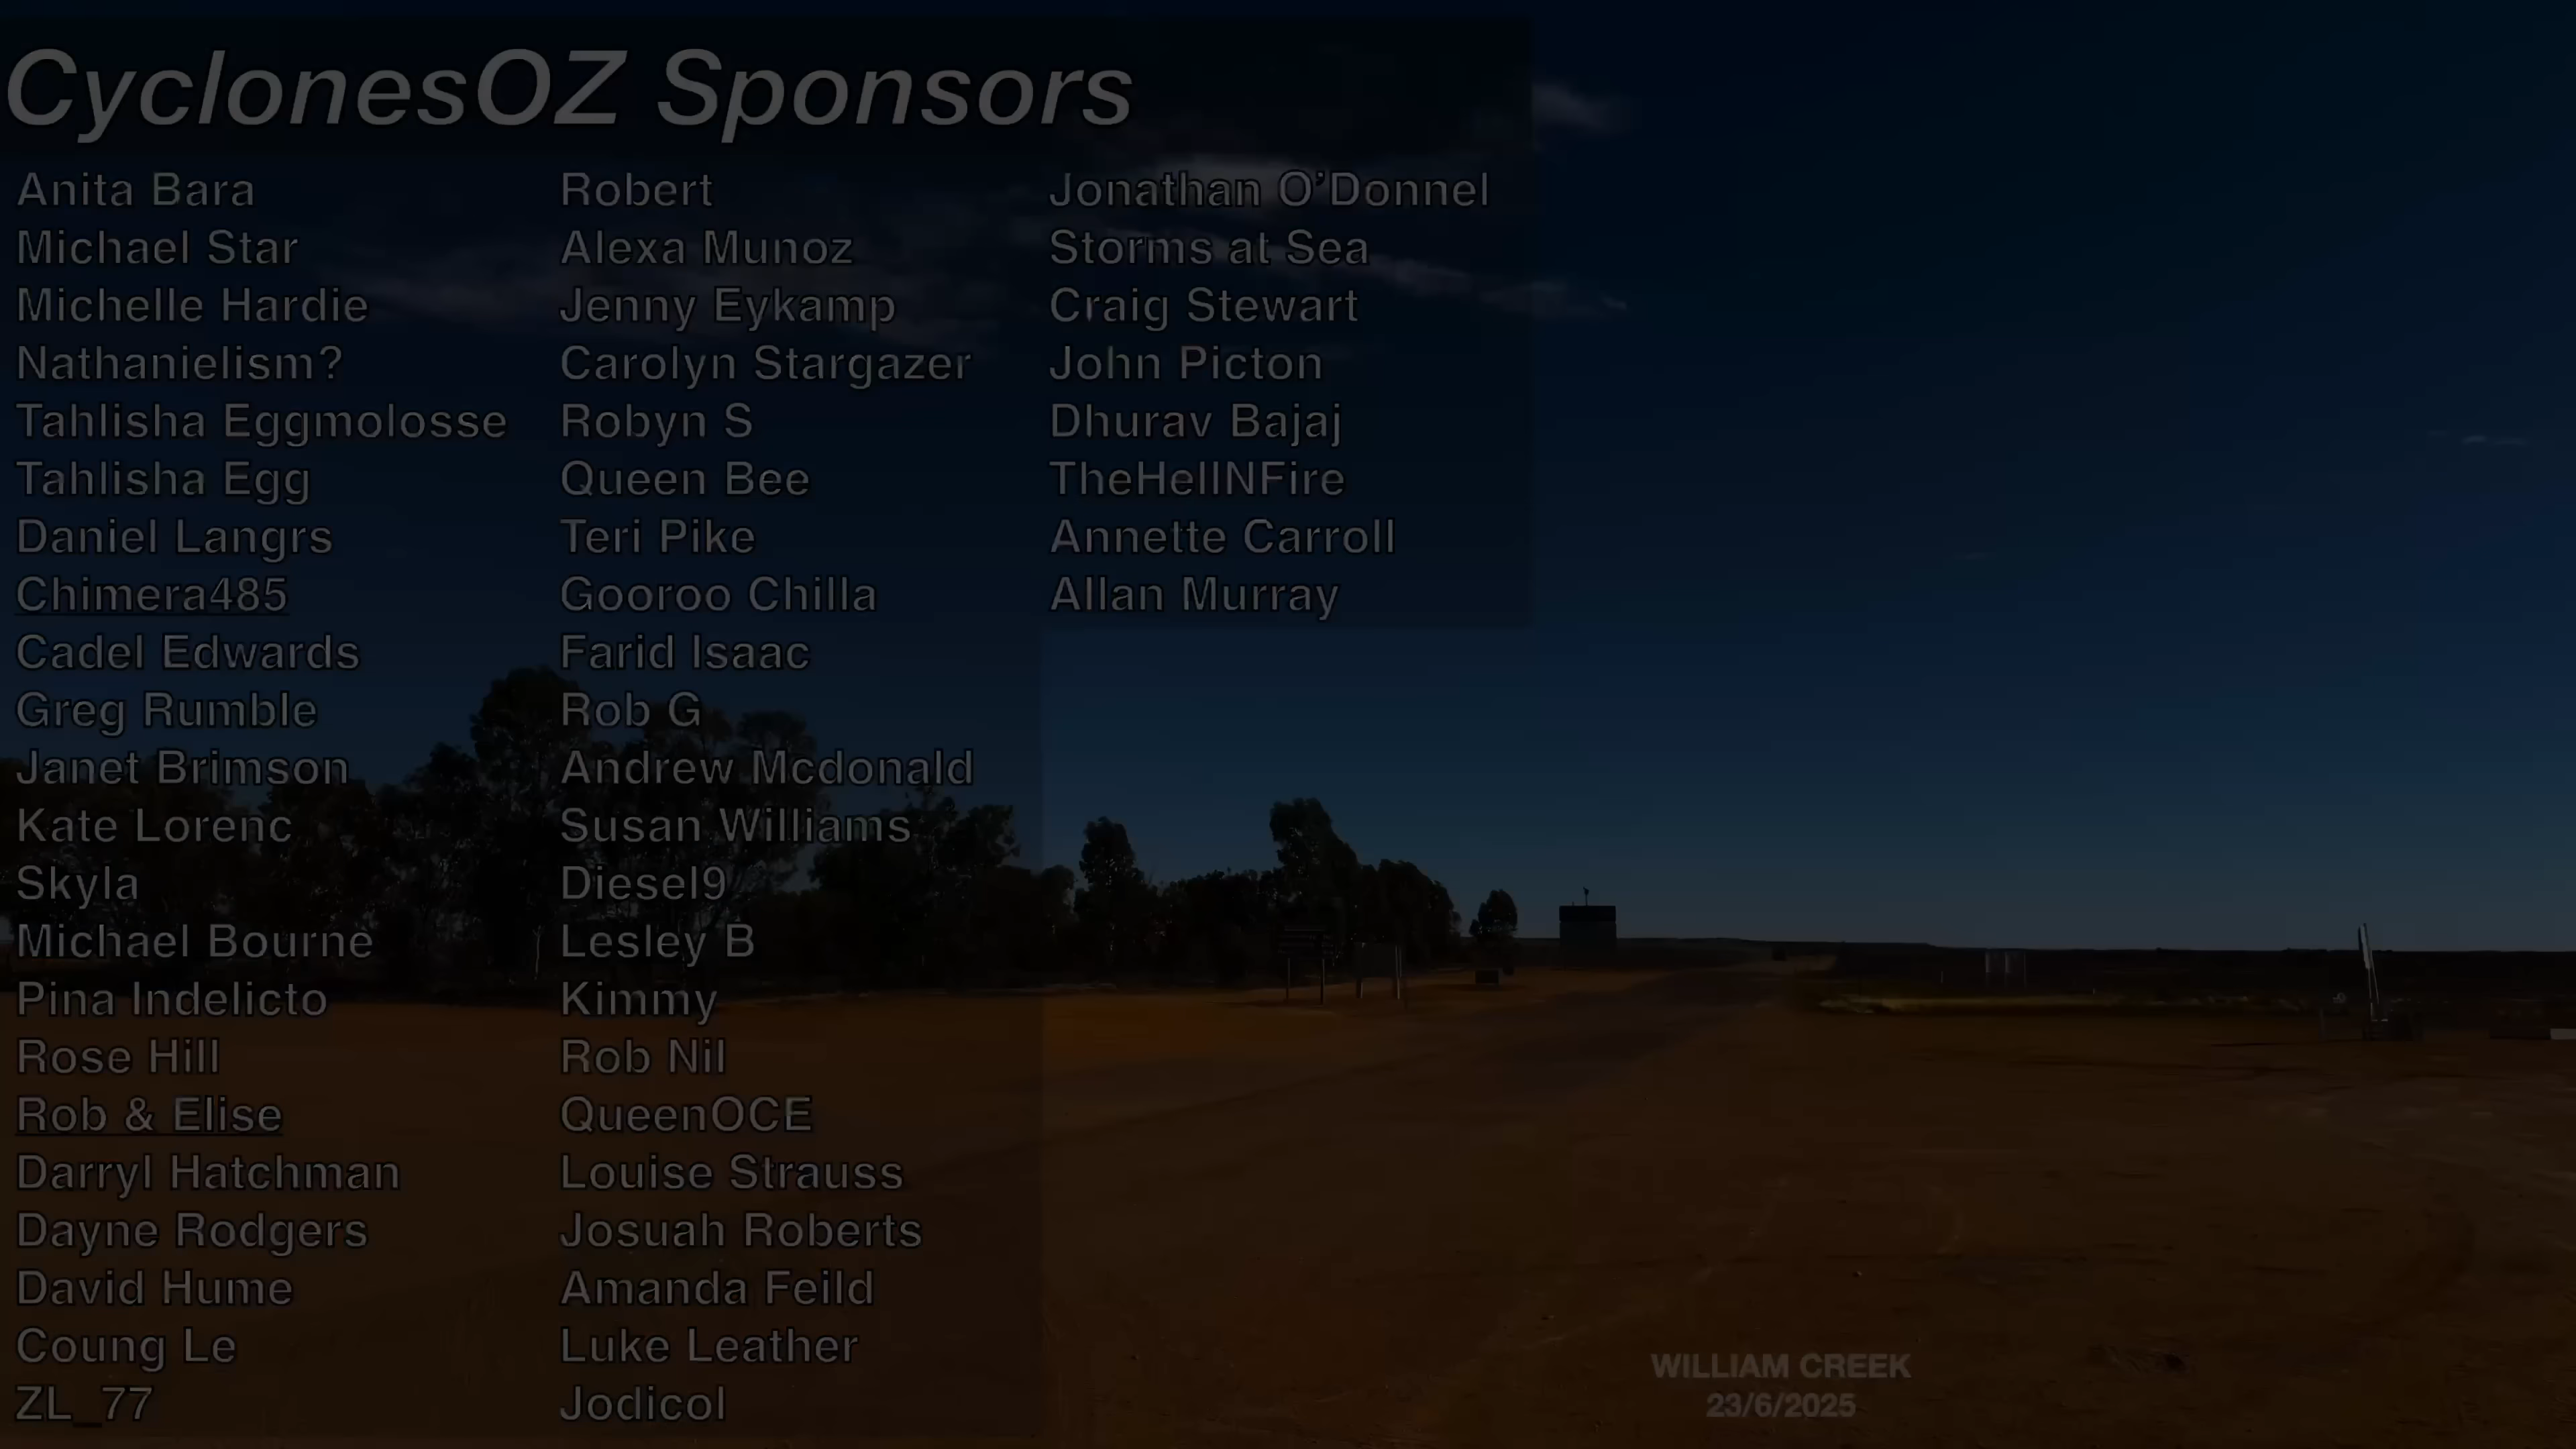 CyclonesOZ Sponsors
Anita Bara
Michael Star
Michelle Hardie
Nathanielism?
Tahlisha Eggmolosse
Tahlisha Egg
Daniel Langrs
Chimera485
Cadel Edwards
Greg Rumble
Janet Brimson
Kate Lorenc
Skyla
Michael Bourne
Pina Indelicto
Rose Hill
Rob & Elise
Darryl Hatchman
Dayne Rodgers
David Hume
Coung Le
ZL_77
Robert
Alexa Munoz
Jenny Eykamp
Carolyn Stargazer
Robyn S
Queen Bee
Teri Pike
Gooroo Chilla
Farid Isaac
Rob G
Andrew Mcdonald
Susan Williams
Diesel9
Lesley B
Kimmy
Rob Nil
QueenOCE
Louise Strauss
Josuah Roberts
Amanda Feild
Luke Leather
Jodicol
Jonathan O'Donnel
Storms at Sea
Craig Stewart
John Picton
Dhurav Bajaj
TheHellNFire
Annette Carroll
Allan Murray
WILLIAM CREEK
23/6/2025